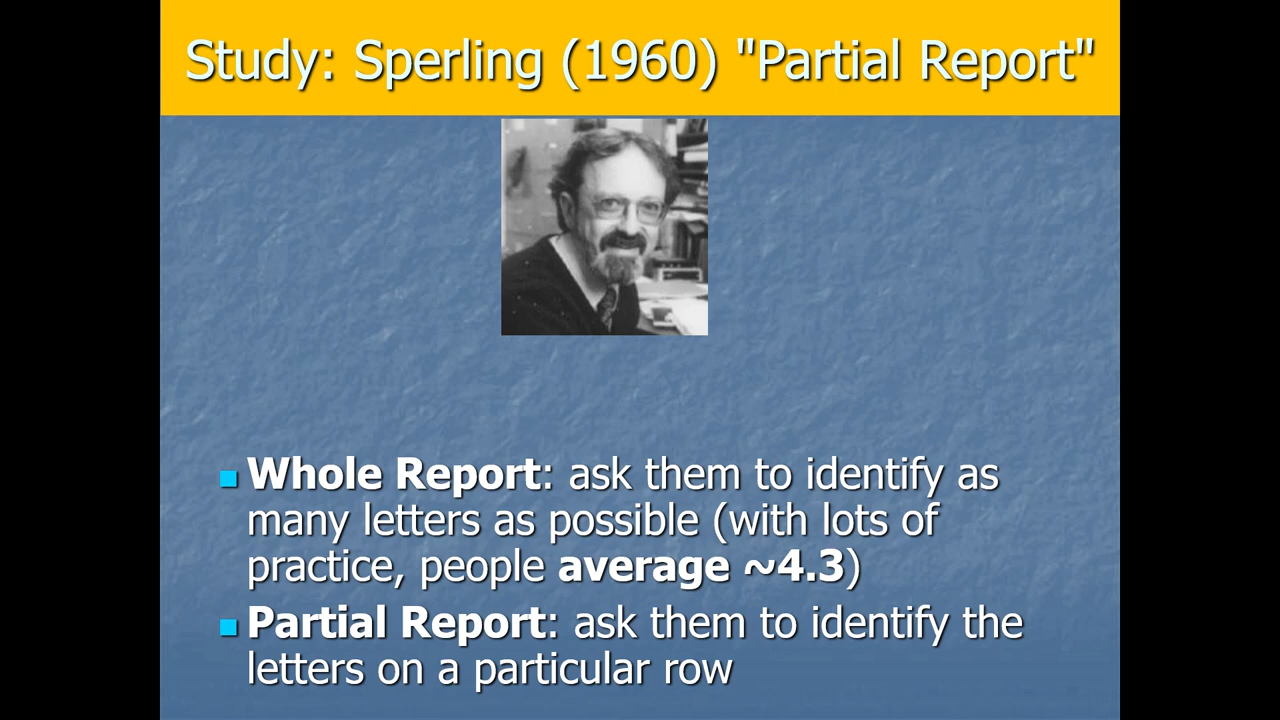 Study: Sperling (1960) "Partial Report"
Whole Report: ask them to identify as
many letters as possible (with lots of
practice, people average ~4.3)
Partial Report: ask them to identify the
letters on a particular row